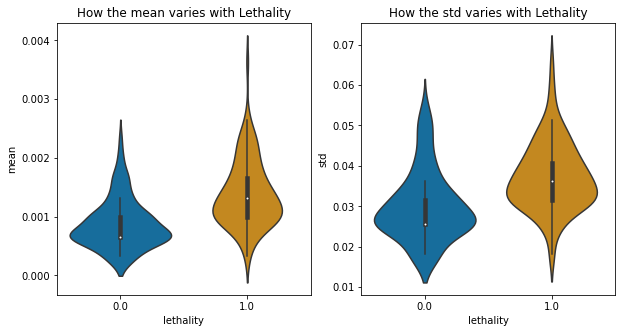 How the mean varies with Lethality
0.004
0.003
0.002
0.001
0.000
mean
0.0
1.0
lethality
How the std varies with Lethality
0.07
0.06
0.05
0.04
0.03
0.02
0.01
std
0.0
1.0
lethality